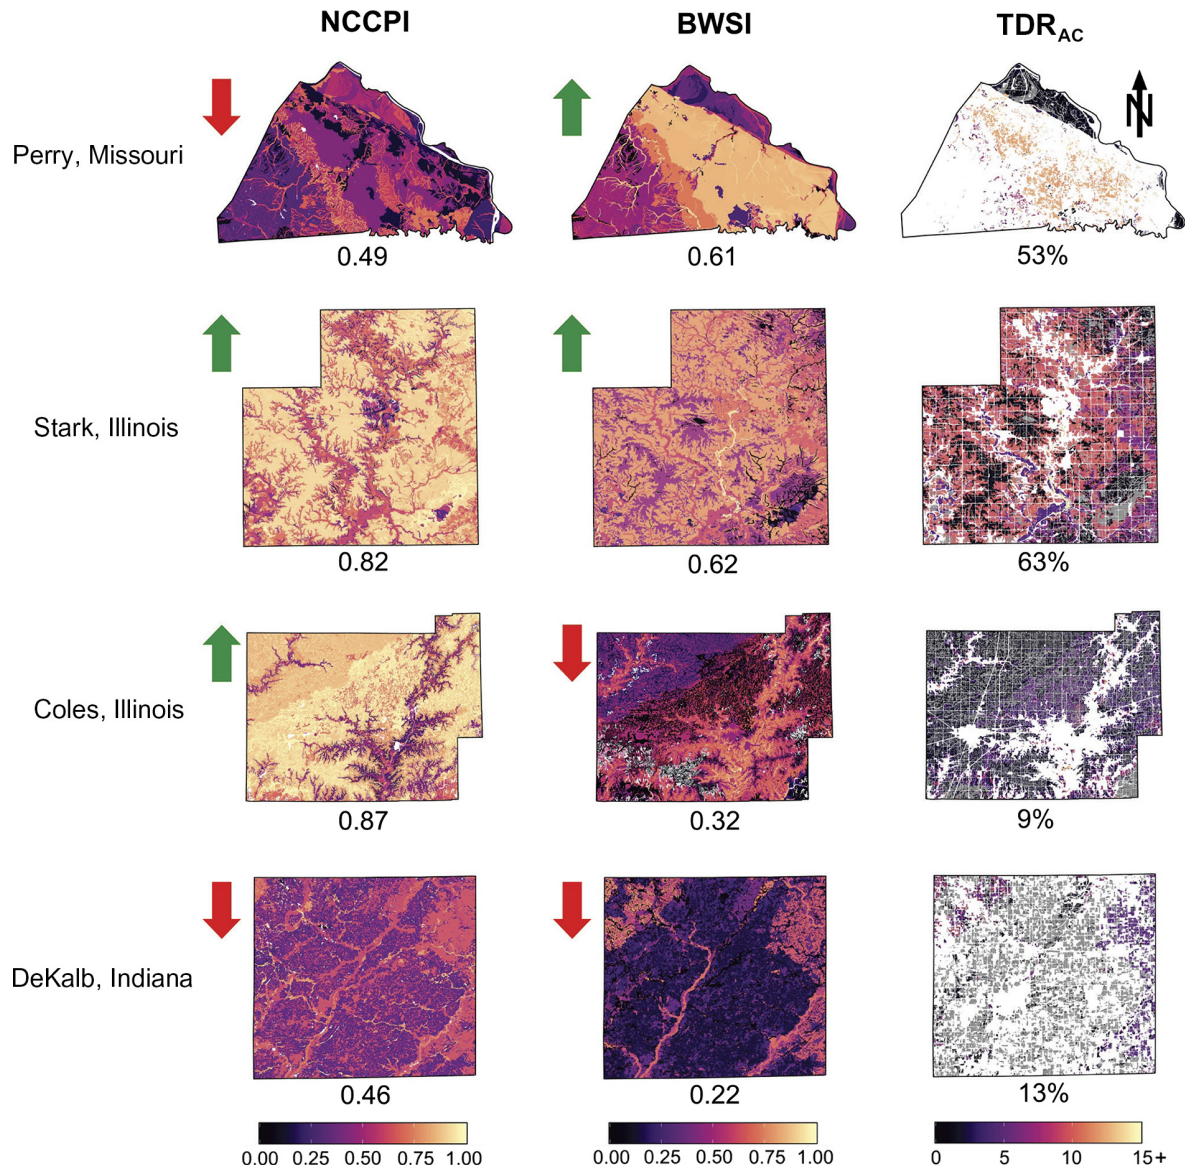 NCCPI BWSI TDRAC
N
Perry, Missouri
0.49 0.61 53%
Stark, Illinois
0.82 0.62 63%
Coles, Illinois
0.87 0.32 9%
DeKalb, Indiana
0.46 0.22 13%
0.00 0.25 0.50 0.75 1.00 0.00 0.25 0.50 0.75 1.00 0 5 10 15+